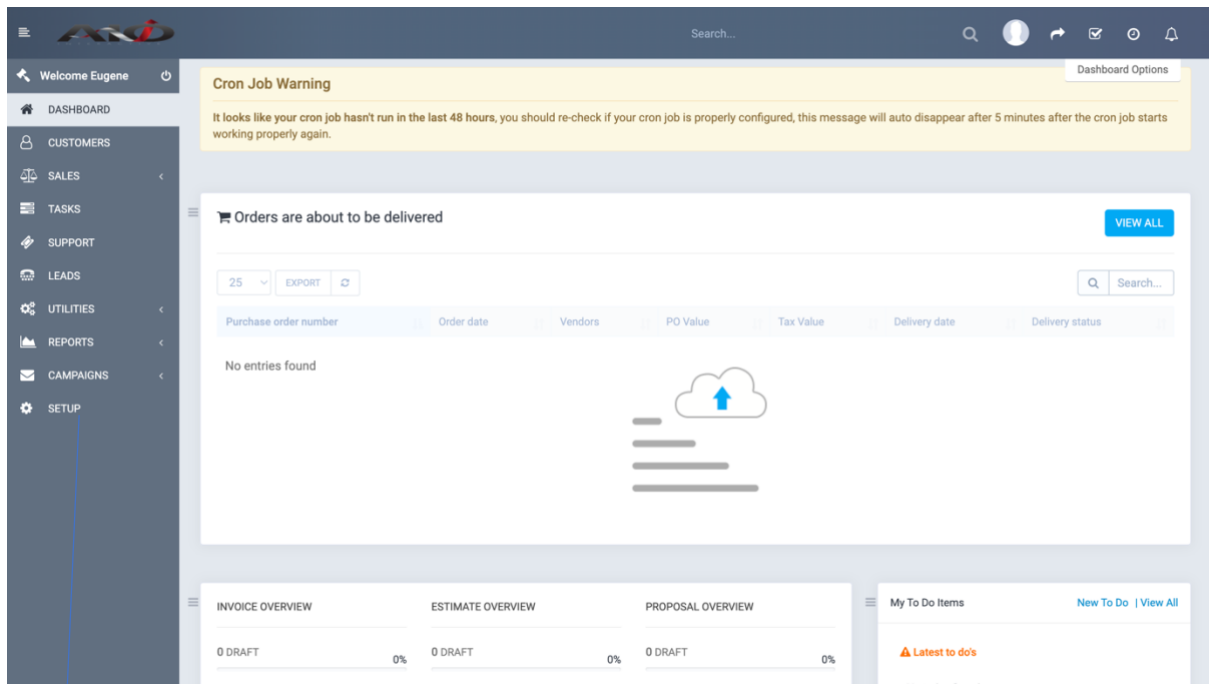 Search...
Welcome Eugene
Dashboard Options
DASHBOARD
CUSTOMERS
SALES
TASKS
SUPPORT
LEADS
UTILITIES
REPORTS
CAMPAIGNS
SETUP
Cron Job Warning
It looks like your cron job hasn't run in the last 48 hours, you should re-check if your cron job is properly configured, this message will auto disappear after 5 minutes after the cron job starts
working properly again.
Orders are about to be delivered
VIEW ALL
25 EXPORT Search...
Purchase order number Order date Vendors PO Value Tax Value Delivery date Delivery status
No entries found
INVOICE OVERVIEW ESTIMATE OVERVIEW PROPOSAL OVERVIEW
0 DRAFT 0% 0 DRAFT 0% 0 DRAFT 0%
My To Do Items New To Do | View All
Latest to do's